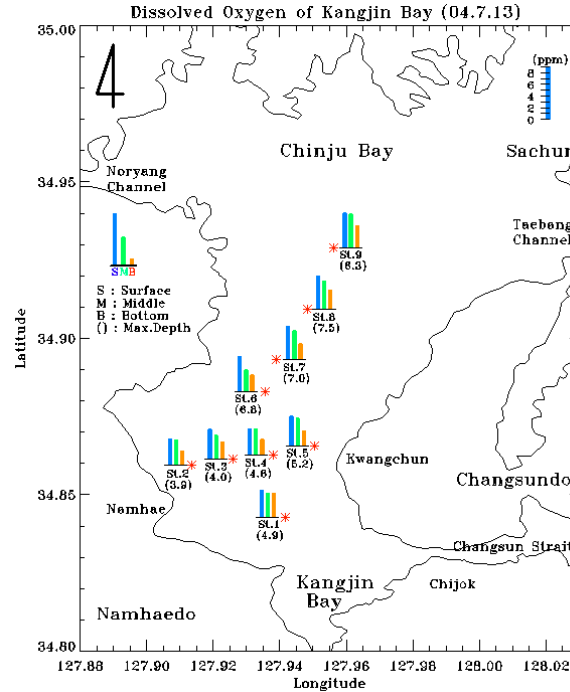 Dissolved Oxygen of Kangjin Bay (04.7.13)
35.00
4
(ppm)
8
6
4
2
0
Chinju Bay
Sachun
34.95
Noryang
Channel
Taebang
Channel
St.9
(6.3)
S M B
S : Surface
M : Middle
B : Bottom
() : Max.Depth
St.8
(7.5)
34.90
St.7
(7.0)
St.6
(6.8)
St.5
(5.2)
St.4
(4.6)
St.3
(4.0)
St.2
(3.9)
Kwangchun
Changsundo
34.85
Namhae
St.1
(4.9)
Changsun Strait
Kangjin
Bay
Chijok
Namhaedo
34.80
127.88 127.90 127.92 127.94 127.96 127.98 128.00 128.02
Latitude
Longitude